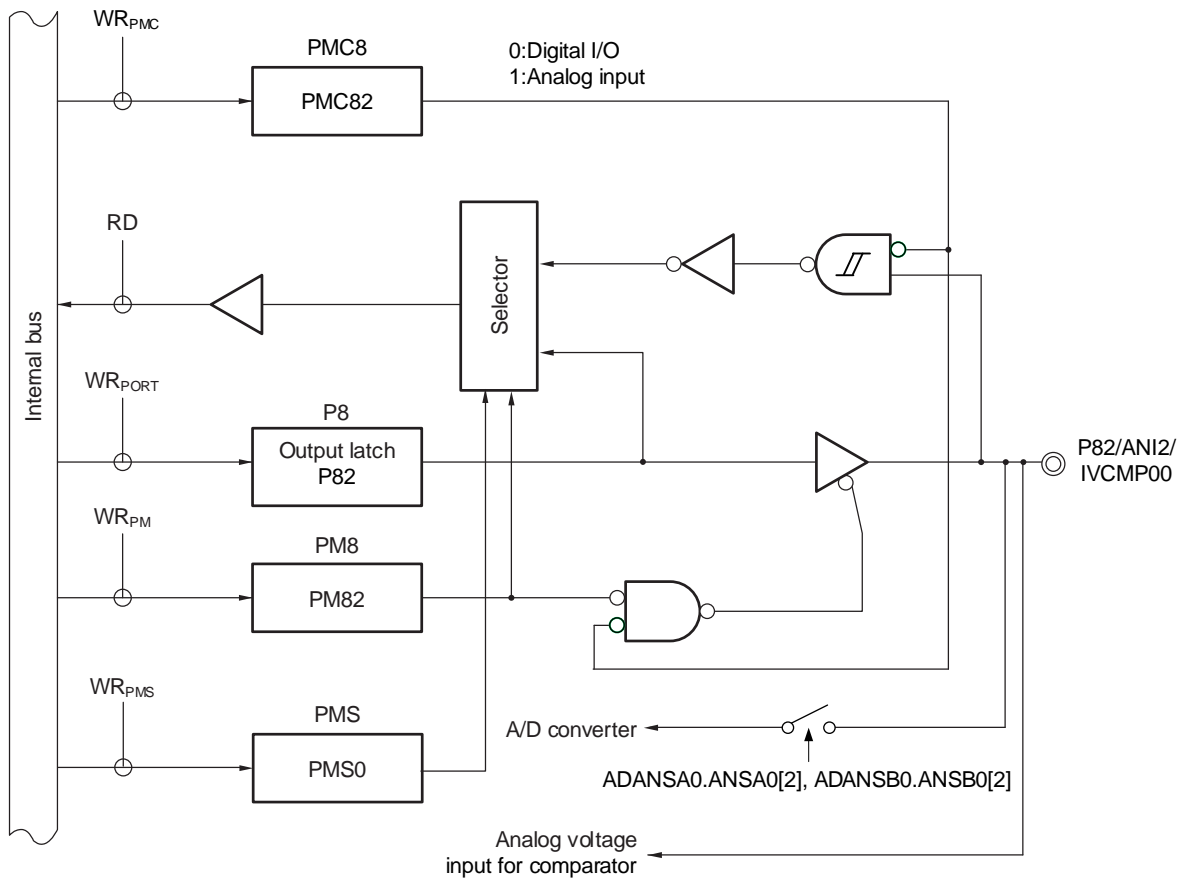 WRPMC
PMC8
0:Digital I/O
1:Analog input
PMC82
RD
Selector
Internal bus
WRPORT
P8
Output latch
P82
P82/ANI2/
IVCMP00
WRPM
PM8
PM82
WRPMS
PMS
PMS0
A/D converter
ADANSA0.ANSA0[2], ADANSB0.ANSB0[2]
Analog voltage
input for comparator